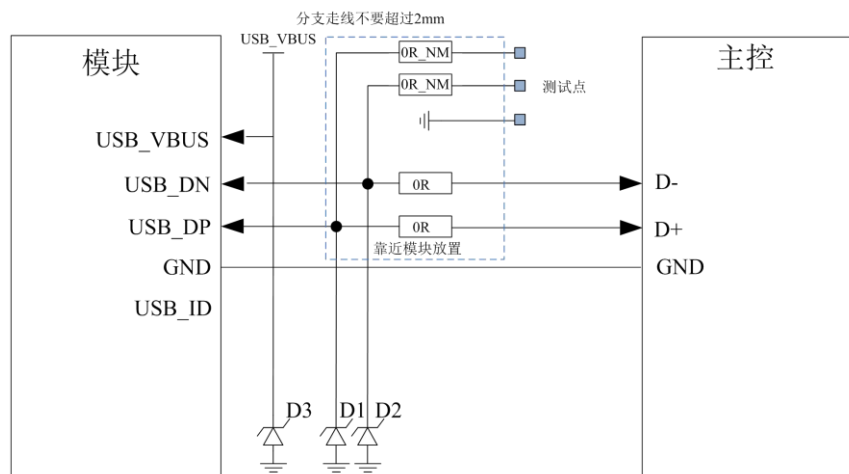 分支走线不要超过2mm
USB_VBUS
模块
主控
0R_NM
0R_NM
测试点
USB_VBUS
USB_DN
0R
D-
USB_DP
0R
D+
靠近模块放置
GND
GND
USB_ID
D3
D1
D2